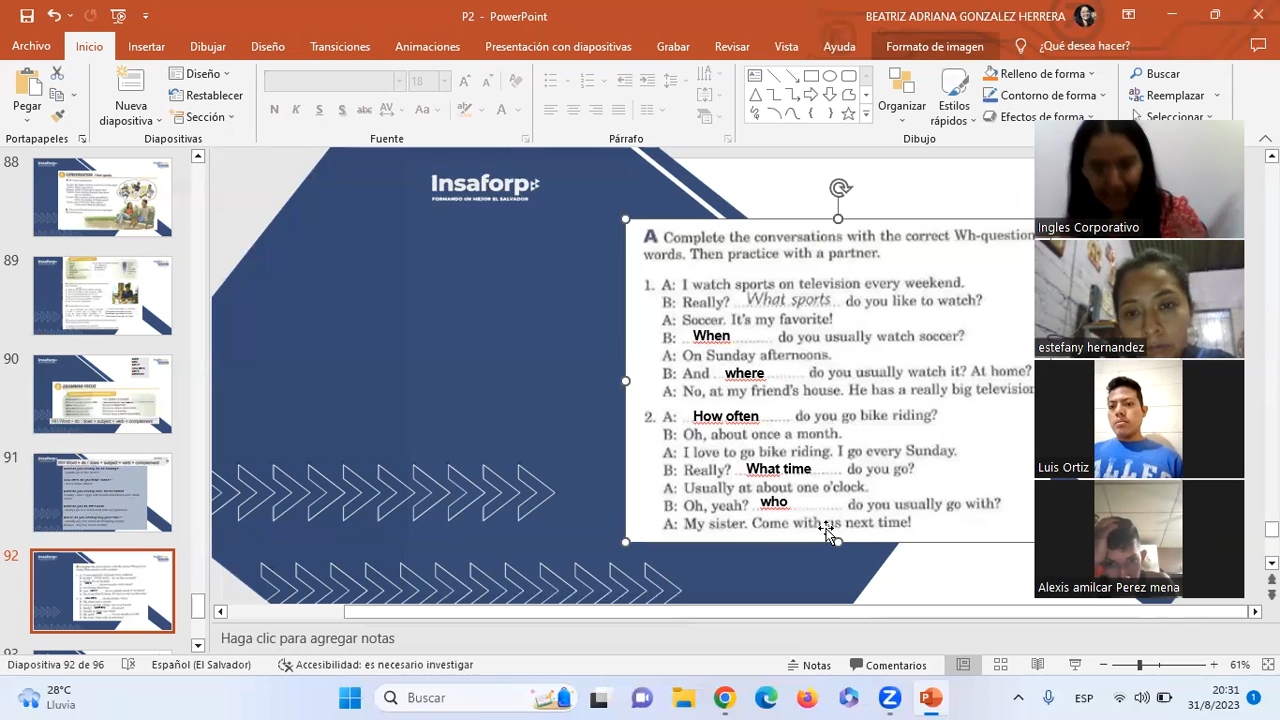 P2 - PowerPoint
BEATRIZ ADRIANA GONZALEZ HERRERA
Archivo Inicio Insertar Dibujar Diseño Transiciones Animaciones Presentación con diapositivas Grabar Revisar Vista Ayuda Formato de imagen ¿Qué desea hacer?
Pegar
Nueva diapositiva
Diseño
Restablecer
Sección
18
N K S S abc AV Aa A
Organizar
Estilos rápidos
Relleno de forma
Contorno de forma
Efectos de forma
Buscar
Reemplazar
Seleccionar
Portapapeles Diapositivas Fuente Párrafo Dibujo
88
89
90
91
92
Insaforp
FORMANDO UN MEJOR EL SALVADOR
A Complete the conversations with the correct Wh-question
words. Then practice with a partner.
1. A: I watch sports on television every weekend.
B: Really? What sports do you like to watch?
A: Soccer. It's my favorite!
B: When do you usually watch soccer?
A: On Sunday afternoons.
B: And where do you usually watch it? At home?
A: No, at my friend's house. He has a really big television
2. A: How often do you go bike riding?
B: Oh, about once a month.
A: I love to go bike riding. I go every Sunday.
B: Really? What time do you go?
A: Usually at about one o'clock.
B: Oh, yeah? who do you usually go with?
A: My sister. Come with us next time!
ingles Corporativo
estefany hernandez
Luis Ortiz
Alexis amilcar Perez mena
Haga clic para agregar notas
Diapositiva 92 de 96 Español (El Salvador) Accesibilidad: es necesario investigar Notas Comentarios 61%
28°C
Lluvia
Buscar
ESP
20:31
31/8/2023
1